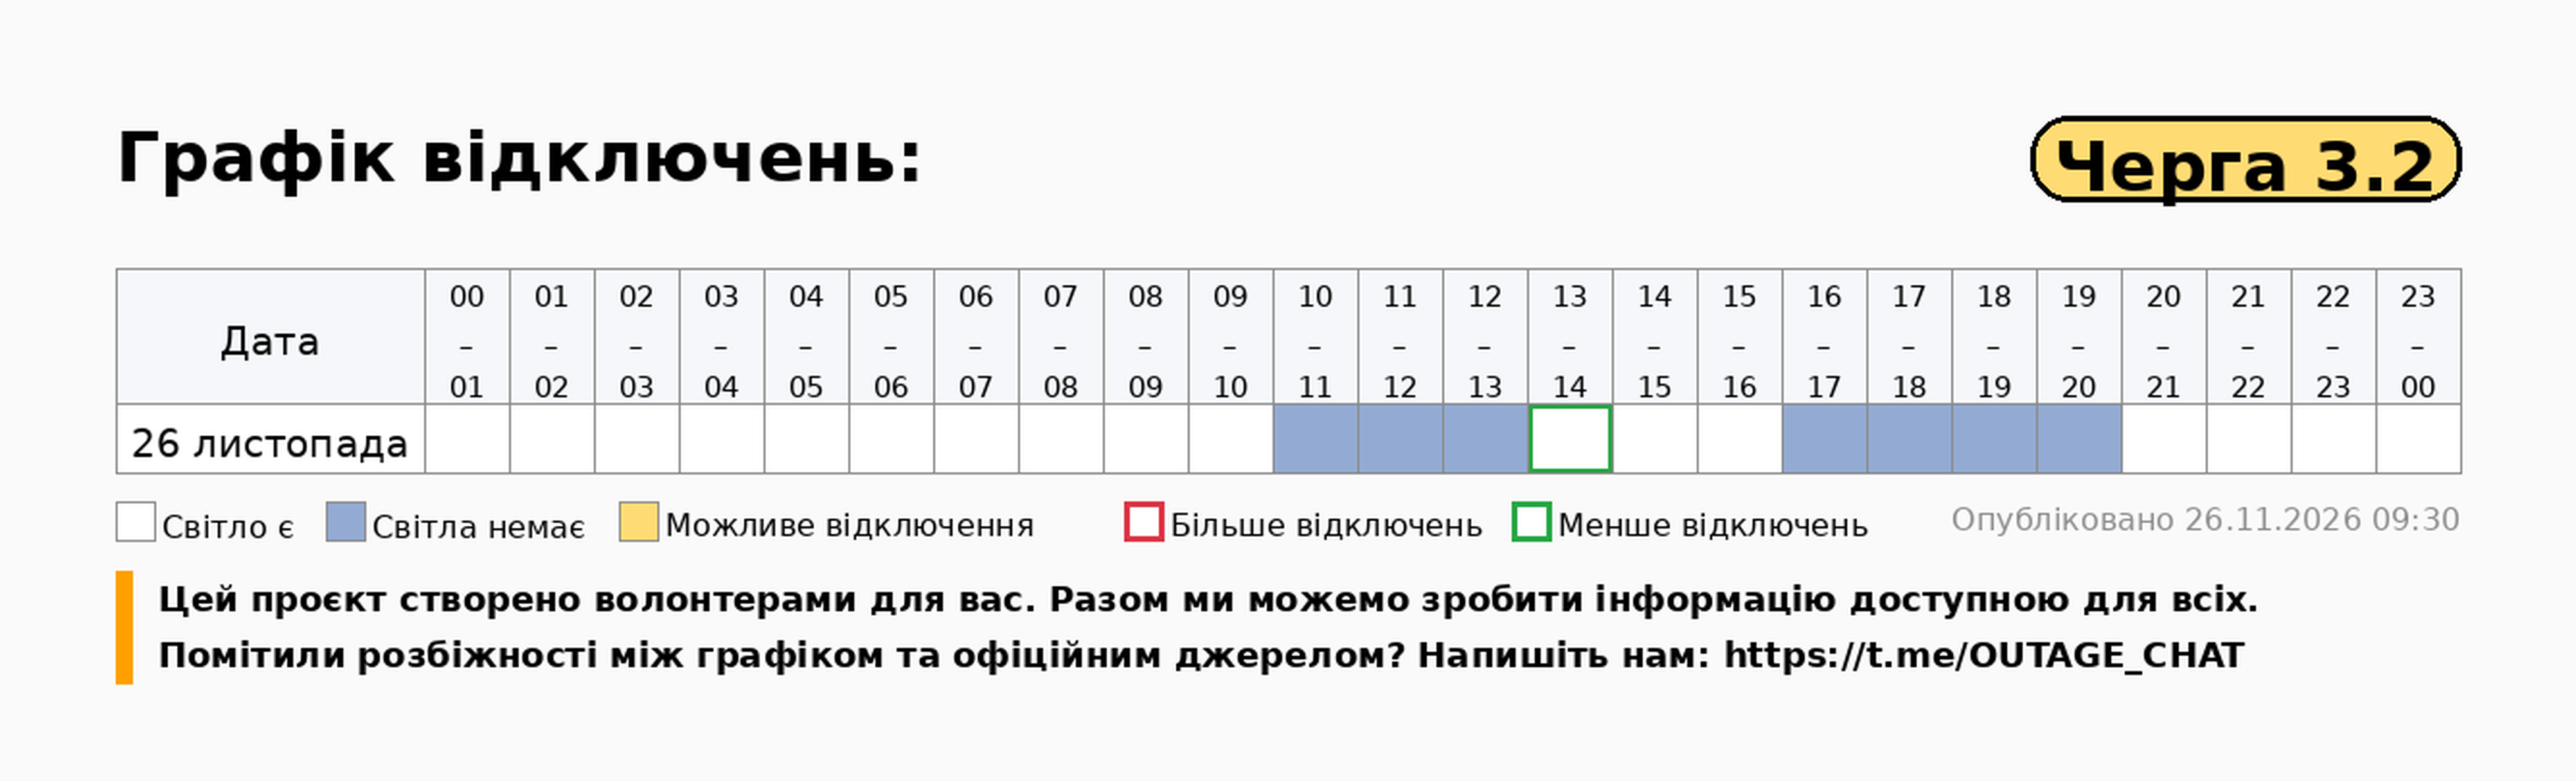 Графік відключень:
Черга 3.2
Дата
00 – 01
01 – 02
02 – 03
03 – 04
04 – 05
05 – 06
06 – 07
07 – 08
08 – 09
09 – 10
10 – 11
11 – 12
12 – 13
13 – 14
14 – 15
15 – 16
16 – 17
17 – 18
18 – 19
19 – 20
20 – 21
21 – 22
22 – 23
23 – 00
26 листопада
Світло є
Світла немає
Можливе відключення
Більше відключень
Менше відключень
Опубліковано 26.11.2026 09:30
Цей проєкт створено волонтерами для вас. Разом ми можемо зробити інформацію доступною для всіх.
Помітили розбіжності між графіком та офіційним джерелом? Напишіть нам: https://t.me/OUTAGE_CHAT